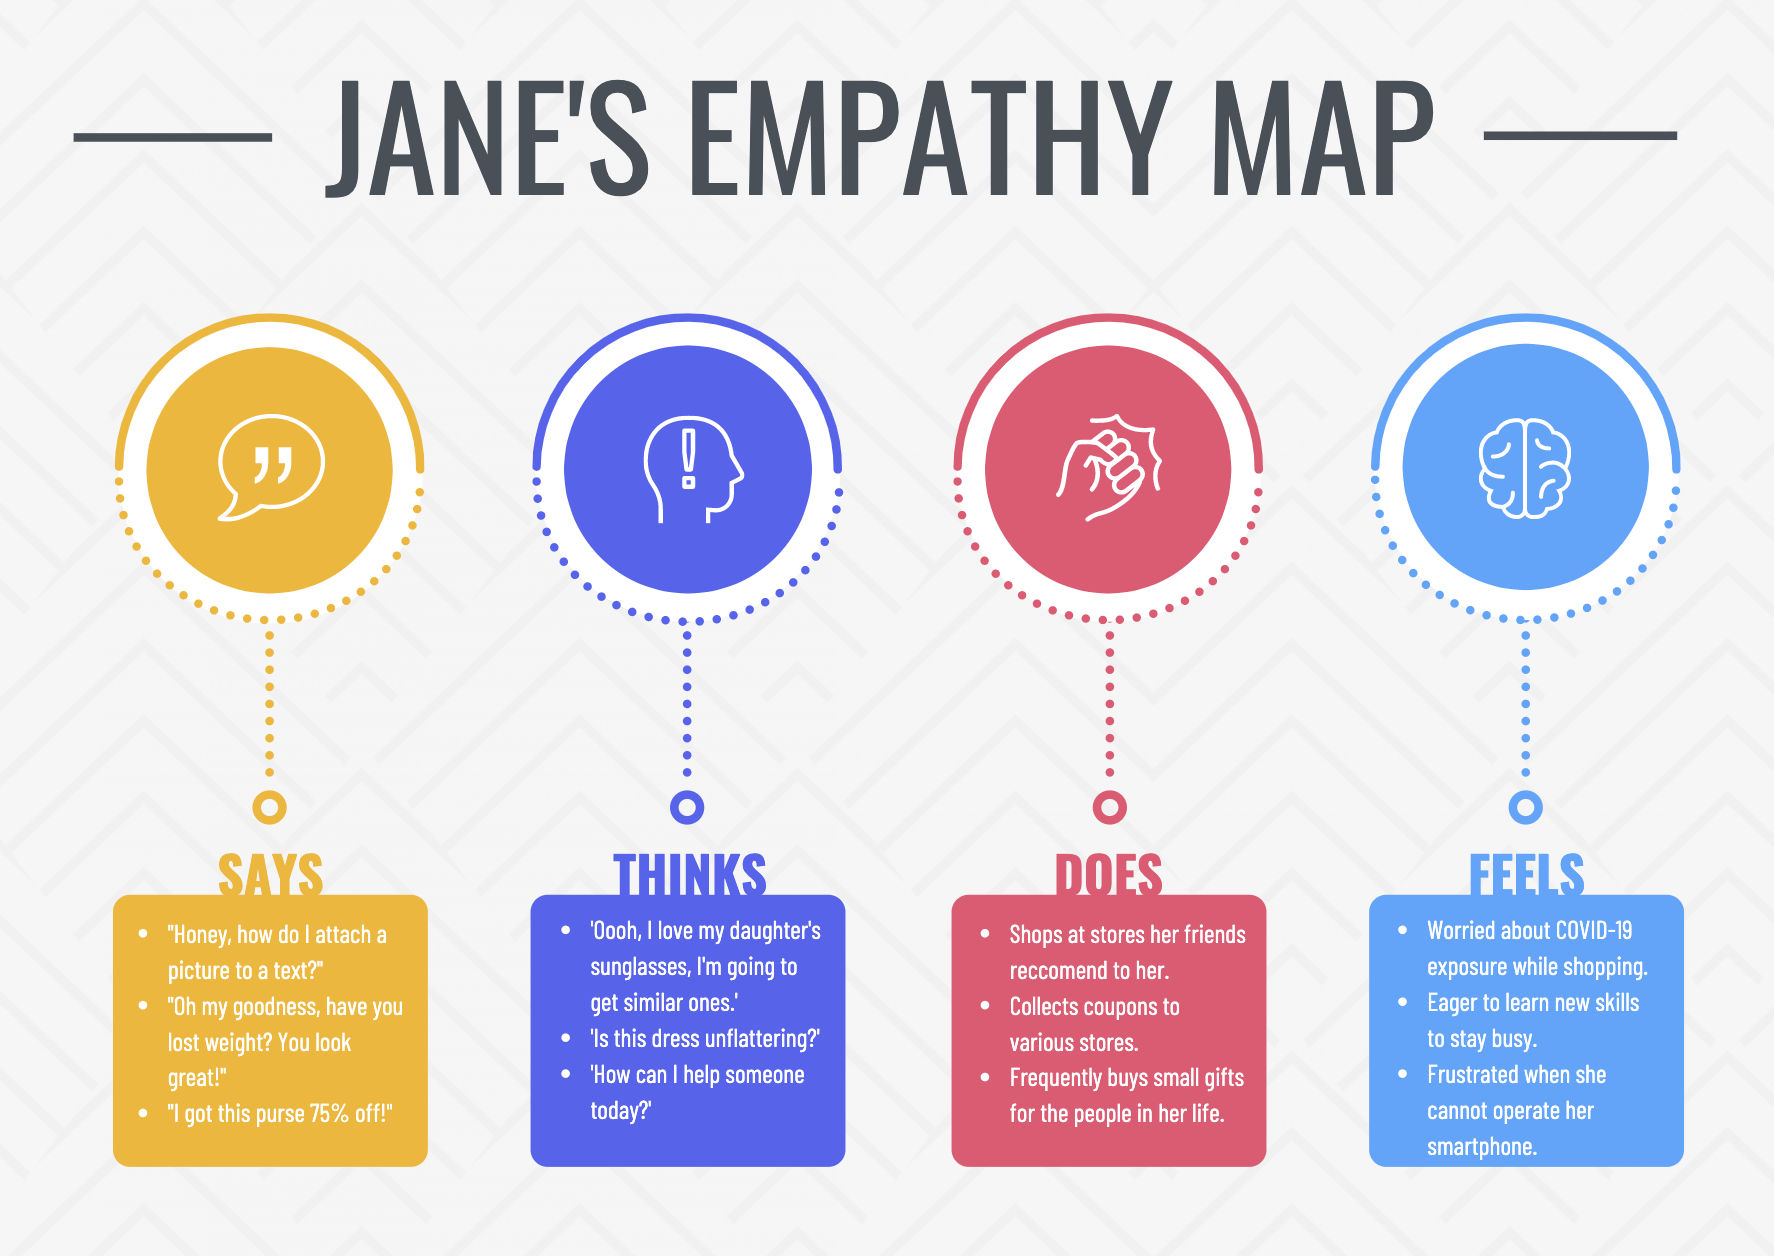 JANE'S EMPATHY MAP
SAYS
"Honey, how do I attach a
picture to a text?"
"Oh my goodness, have you
lost weight? You look
great!"
"I got this purse 75% off!"
THINKS
'Oooh, I love my daughter's
sunglasses, I'm going to
get similar ones.'
'Is this dress unflattering?'
'How can I help someone
today?'
DOES
Shops at stores her friends
reccomend to her.
Collects coupons to
various stores.
Frequently buys small gifts
for the people in her life.
FEELS
Worried about COVID-19
exposure while shopping.
Eager to learn new skills
to stay busy.
Frustrated when she
cannot operate her
smartphone.